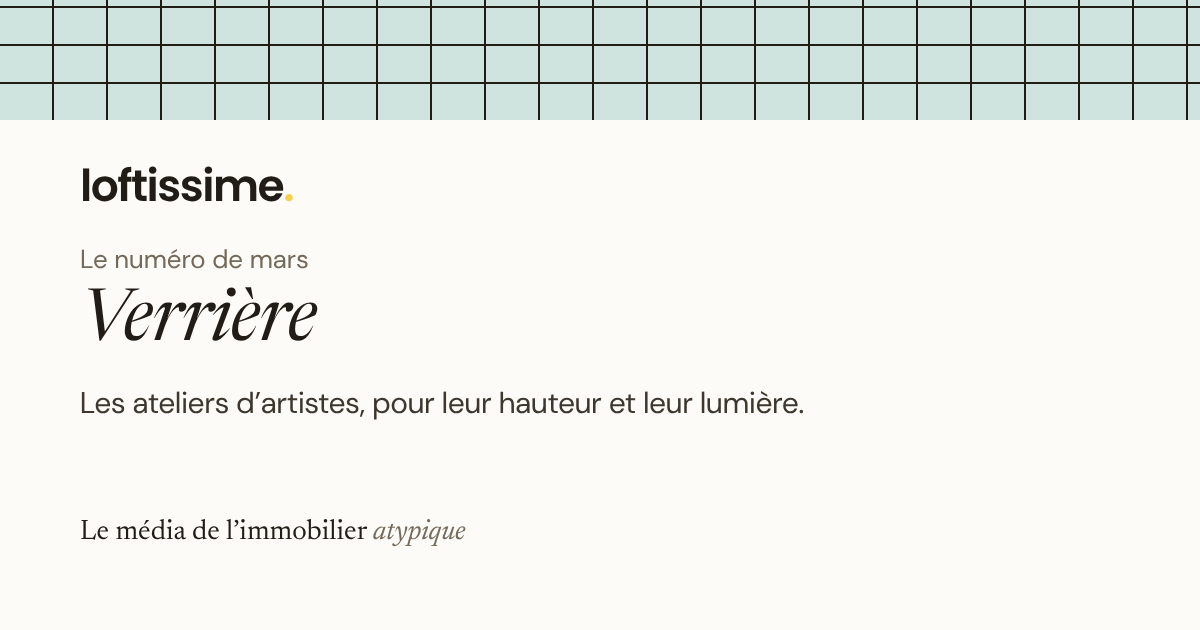 loftissime.
Le numéro de mars
Verrière
Les ateliers d’artistes, pour leur hauteur et leur lumière.
Le média de l’immobilier atypique